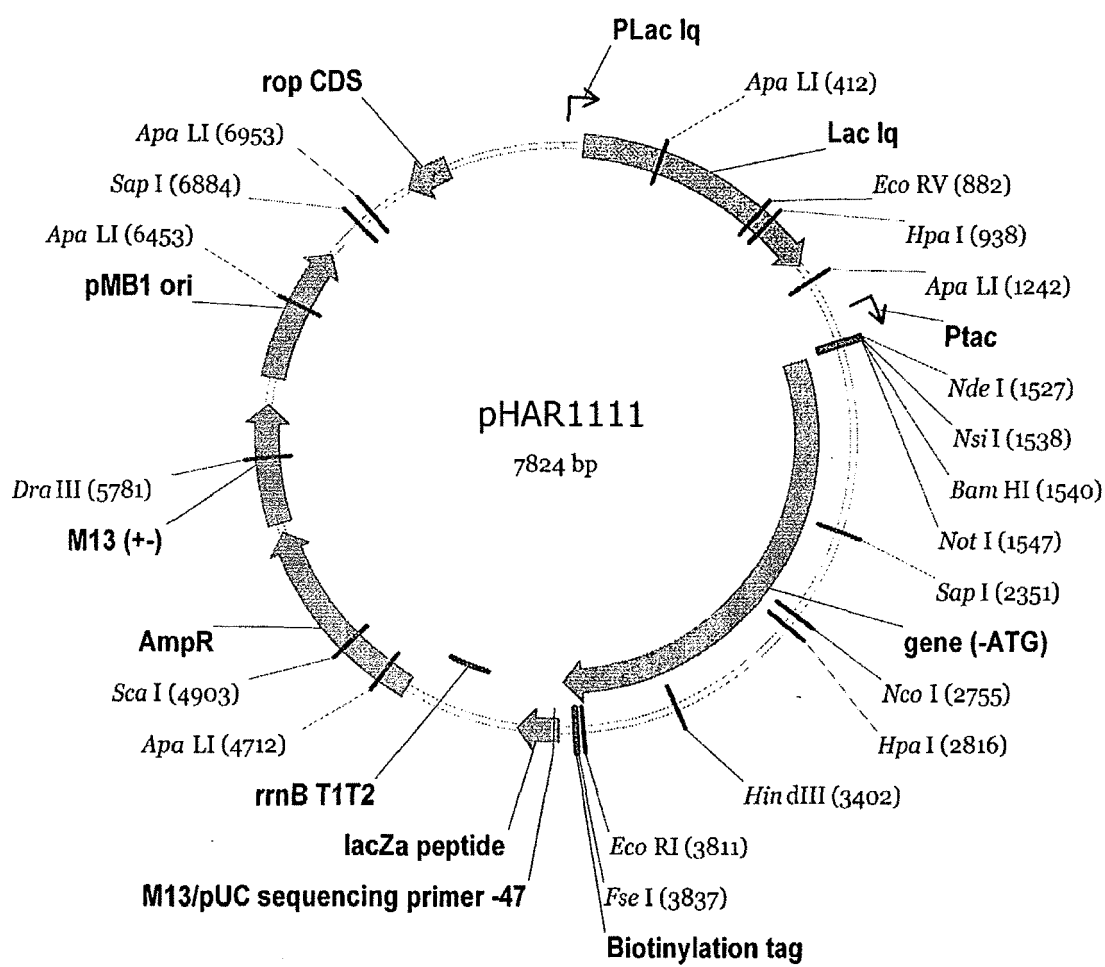 PLac Iq
rop CDS
Apa LI (412)
Lac Iq
Apa LI (6953)
Sap I (6884)
Eco RV (882)
Hpa I (938)
Apa LI (6453)
pMB1 ori
Apa LI (1242)
Ptac
Nde I (1527)
pHAR1111
7824 bp
Nsi I (1538)
Bam HI (1540)
Dra III (5781)
M13 (+-)
Not I (1547)
Sap I (2351)
AmpR
gene (-ATG)
Sca I (4903)
Nco I (2755)
Apa LI (4712)
Hpa I (2816)
rrnB T1T2
Hin dIII (3402)
lacZa peptide
Eco RI (3811)
M13/pUC sequencing primer -47
Fse I (3837)
Biotinylation tag